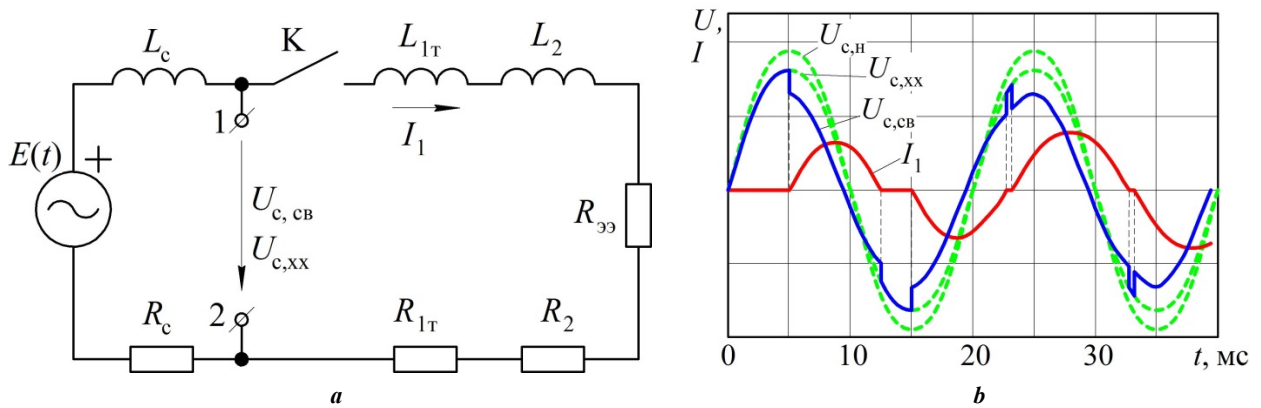 L_с
K
L_1т
L_2
1
I_1
E(t)
+
U_с, св
U_с,хх
R_ээ
2
R_с
R_1т
R_2
a
U,
I
U_с,н
U_с,хх
U_с,св
I_1
0 10 20 30 t, мс
b